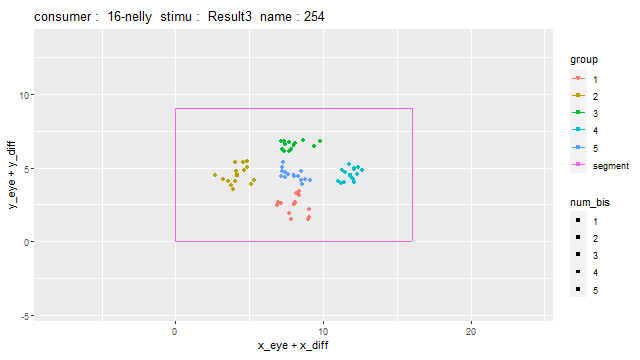 consumer :  16-nelly  stimu :  Result3  name : 254
10
5
0
-5
y_eye + y_diff
0
10
20
x_eye + x_diff
group
1
2
3
4
5
segment
num_bis
1
2
3
4
5